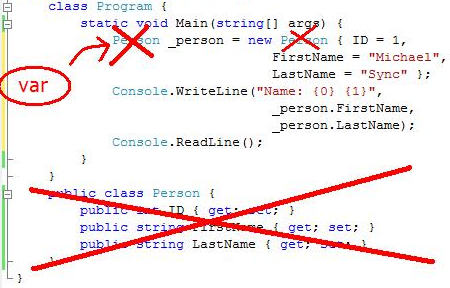 class Program {
static void Main(string[] args) {
Person _person = new Person { ID = 1,
FirstName = "Michael",
LastName = "Sync" };
var
Console.WriteLine("Name: {0} {1}",
_person.FirstName,
_person.LastName);
Console.ReadLine();
}
}
public class Person {
public int ID { get; set; }
public string FirstName { get; set; }
public string LastName { get; set; }
}
}